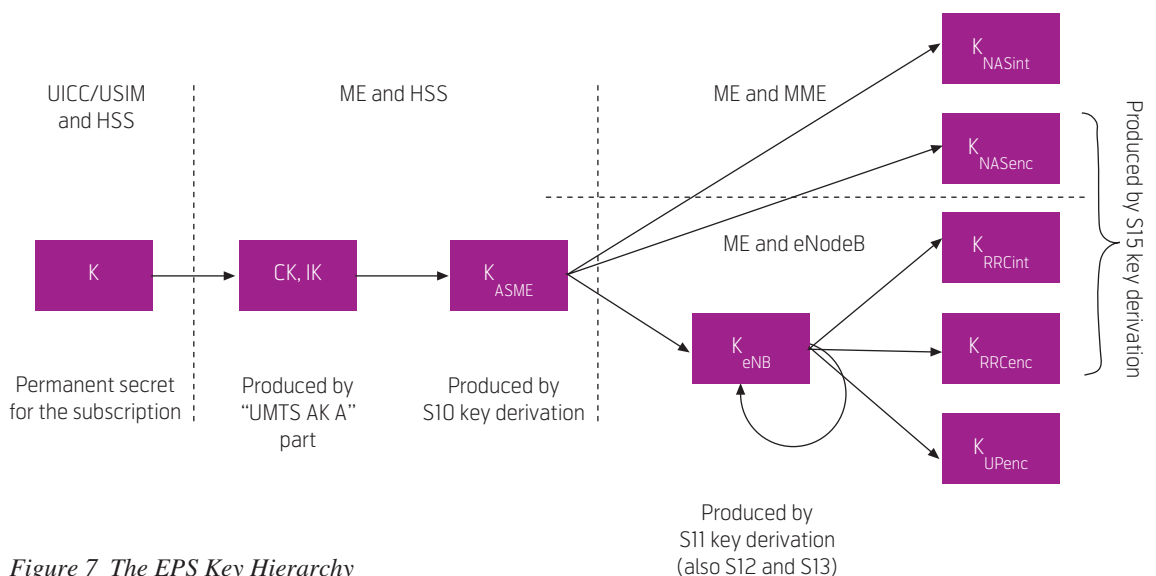 UICC/USIM
and HSS
ME and HSS
ME and MME
K
NASint
K
NASenc
Produced by S15 key derivation
ME and eNodeB
K
CK, IK
K
ASME
K
RRCint
K
eNB
K
RRCenc
K
UPenc
Permanent secret
for the subscription
Produced by
“UMTS AK A”
part
Produced by
S10 key derivation
Produced by
S11 key derivation
(also S12 and S13)
Figure 7 The EPS Key Hierarchy